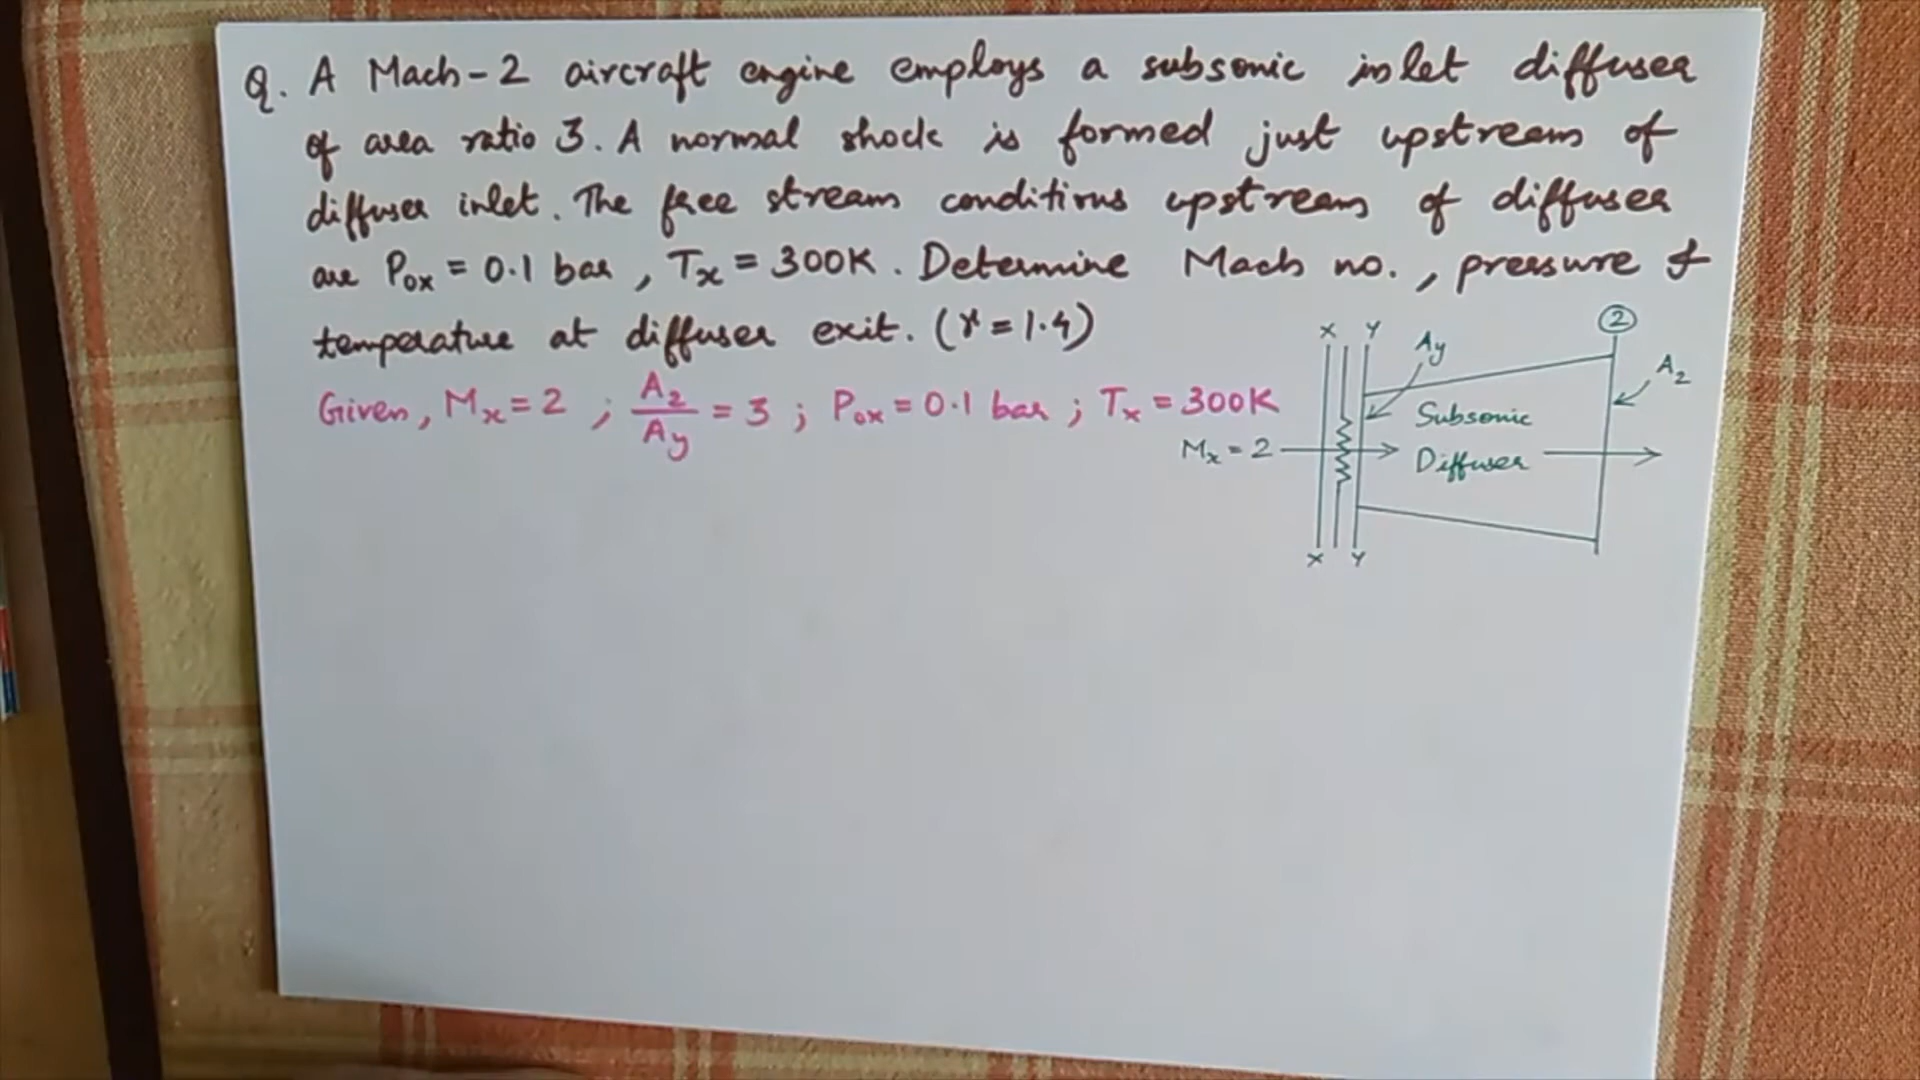 Q. A Mach-2 aircraft engine employs a subsonic inlet diffuser
of area ratio 3. A normal shock is formed just upstream of
diffuser inlet. The free stream conditions upstream of diffuser
are Pox = 0.1 bar, Tx = 300K. Determine Mach no., pressure &
temperature at diffuser exit. (γ = 1.4)
Given, Mx = 2 ; A2/Ay = 3 ; Pox = 0.1 bar ; Tx = 300K
X Y
Ay
2
A2
Mx = 2
Subsonic
Diffuser
X Y